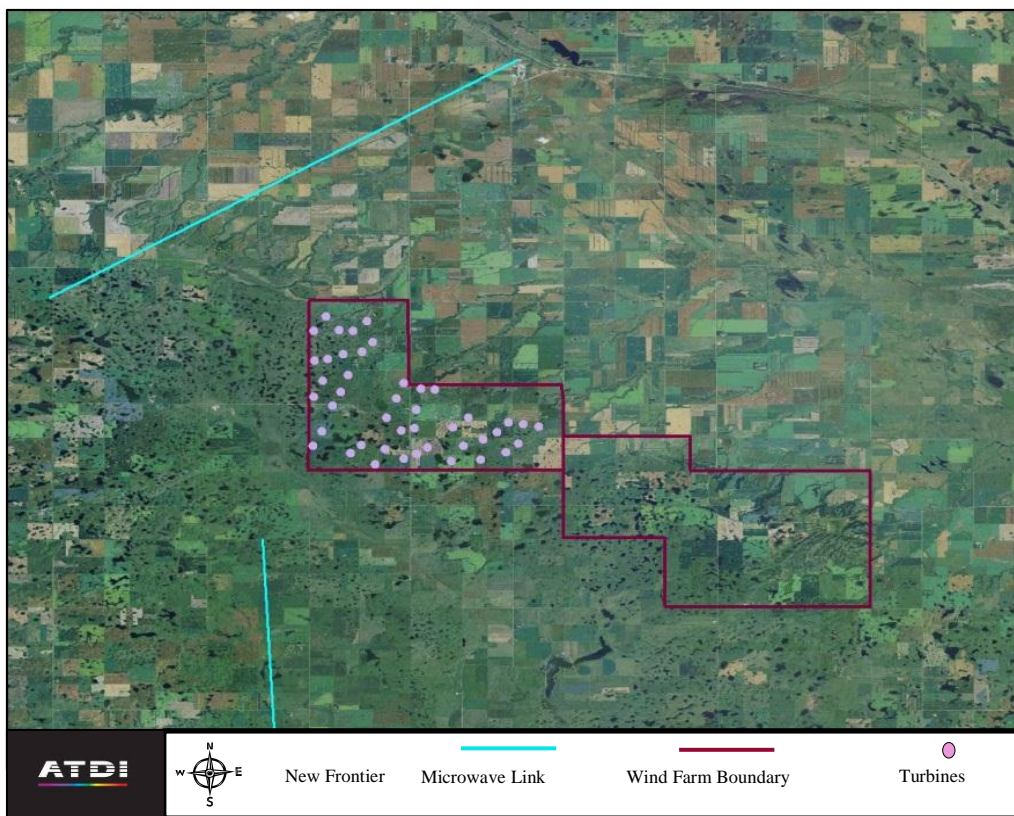 ATDI
N
W E
S
New Frontier
Microwave Link
Wind Farm Boundary
Turbines